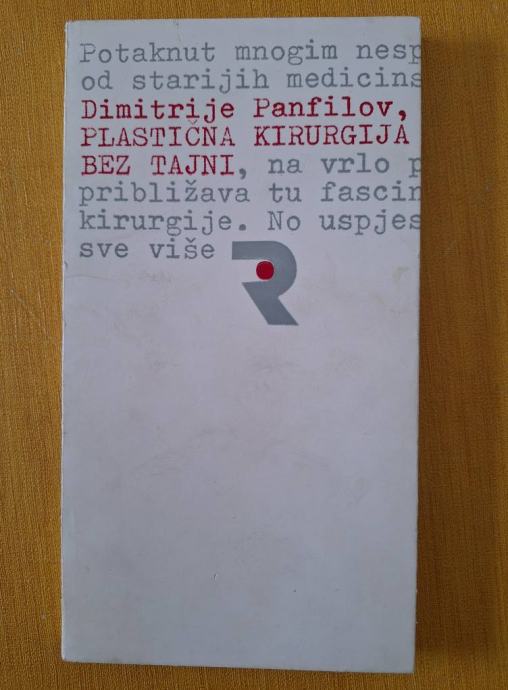 Potaknut mnogim nesp
od starijih medicins
Dimitrije Panfilov,
PLASTIČNA KIRURGIJA
BEZ TAJNI, na vrlo p
približava tu fascin
kirurgije. No uspjes
sve više